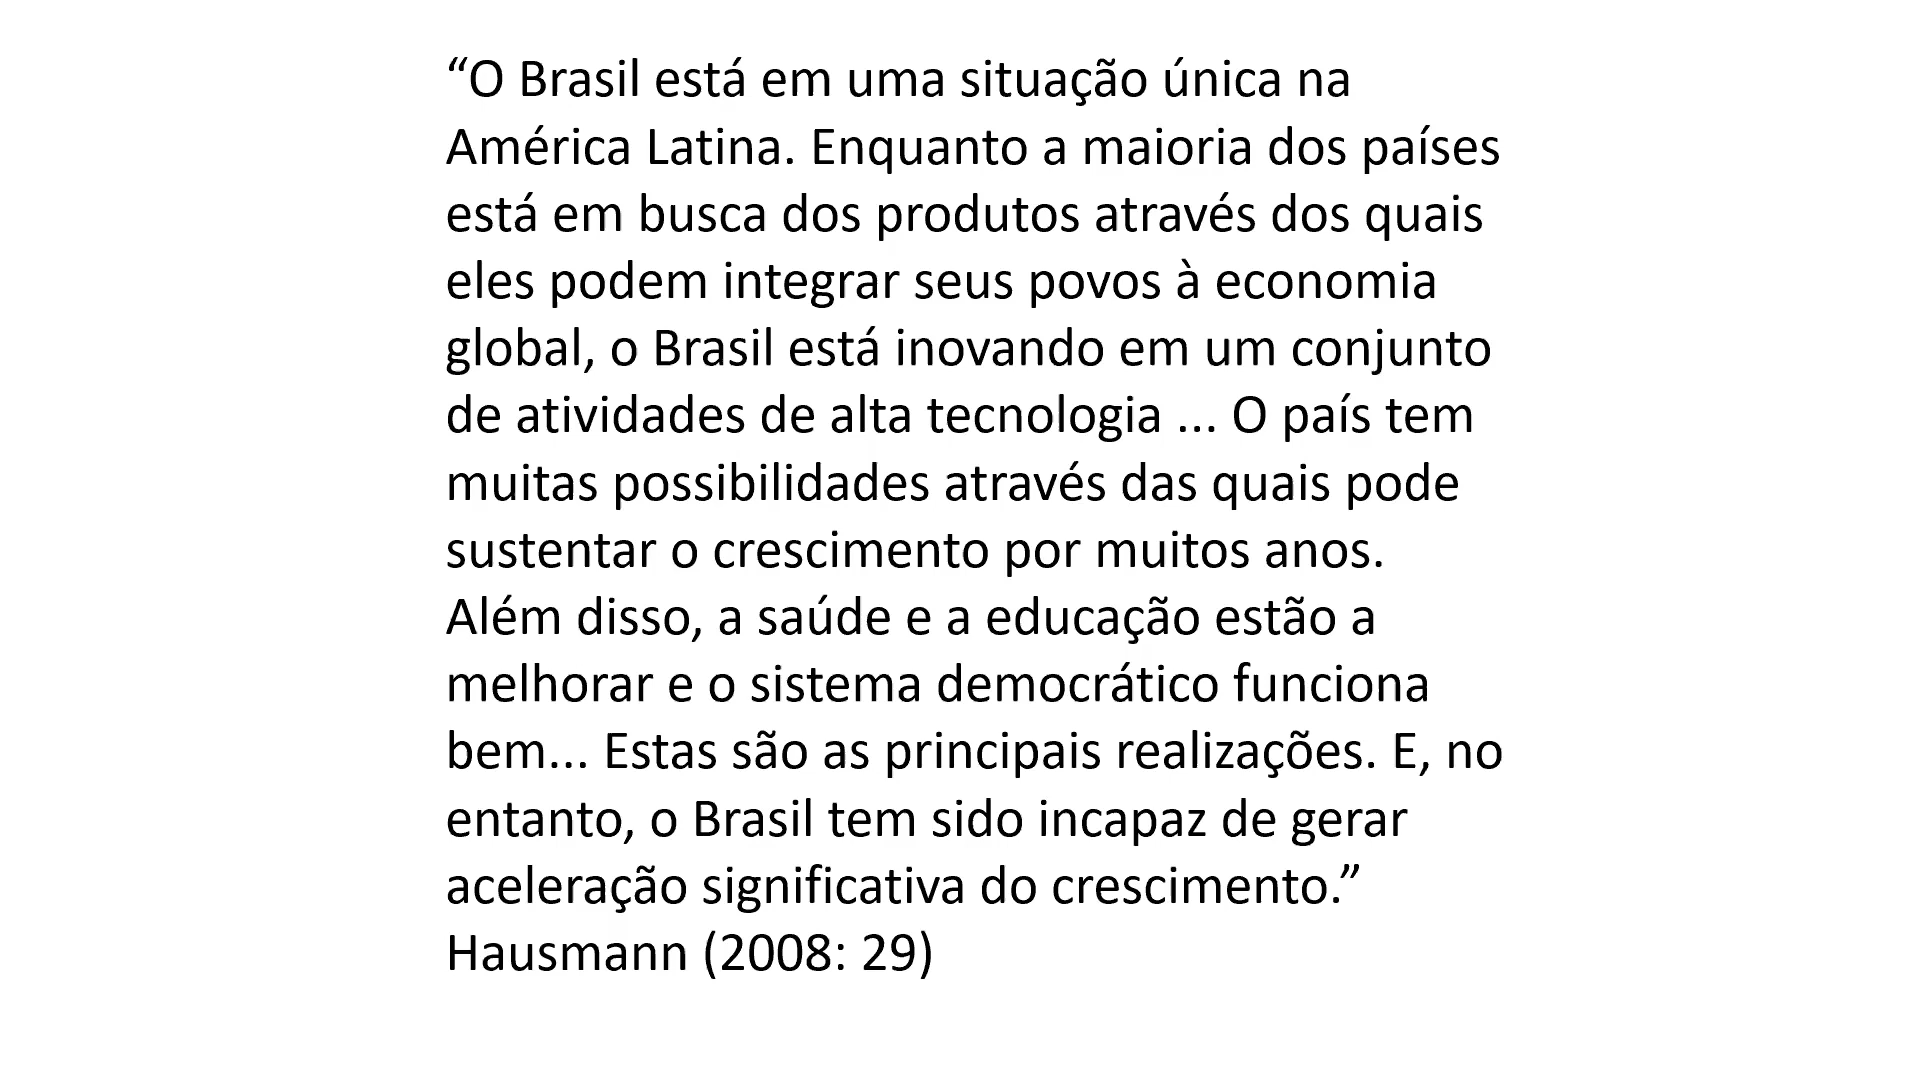 “O Brasil está em uma situação única na
América Latina. Enquanto a maioria dos países
está em busca dos produtos através dos quais
eles podem integrar seus povos à economia
global, o Brasil está inovando em um conjunto
de atividades de alta tecnologia ... O país tem
muitas possibilidades através das quais pode
sustentar o crescimento por muitos anos.
Além disso, a saúde e a educação estão a
melhorar e o sistema democrático funciona
bem... Estas são as principais realizações. E, no
entanto, o Brasil tem sido incapaz de gerar
aceleração significativa do crescimento.”
Hausmann (2008: 29)